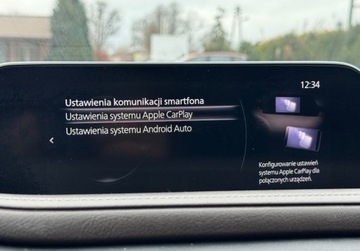 12:34
Ustawienia komunikacji smartfona
Ustawienia systemu Apple CarPlay
Ustawienia systemu Android Auto
Konfigurowanie ustawień
systemu Apple CarPlay dla
połączonych urządzeń.